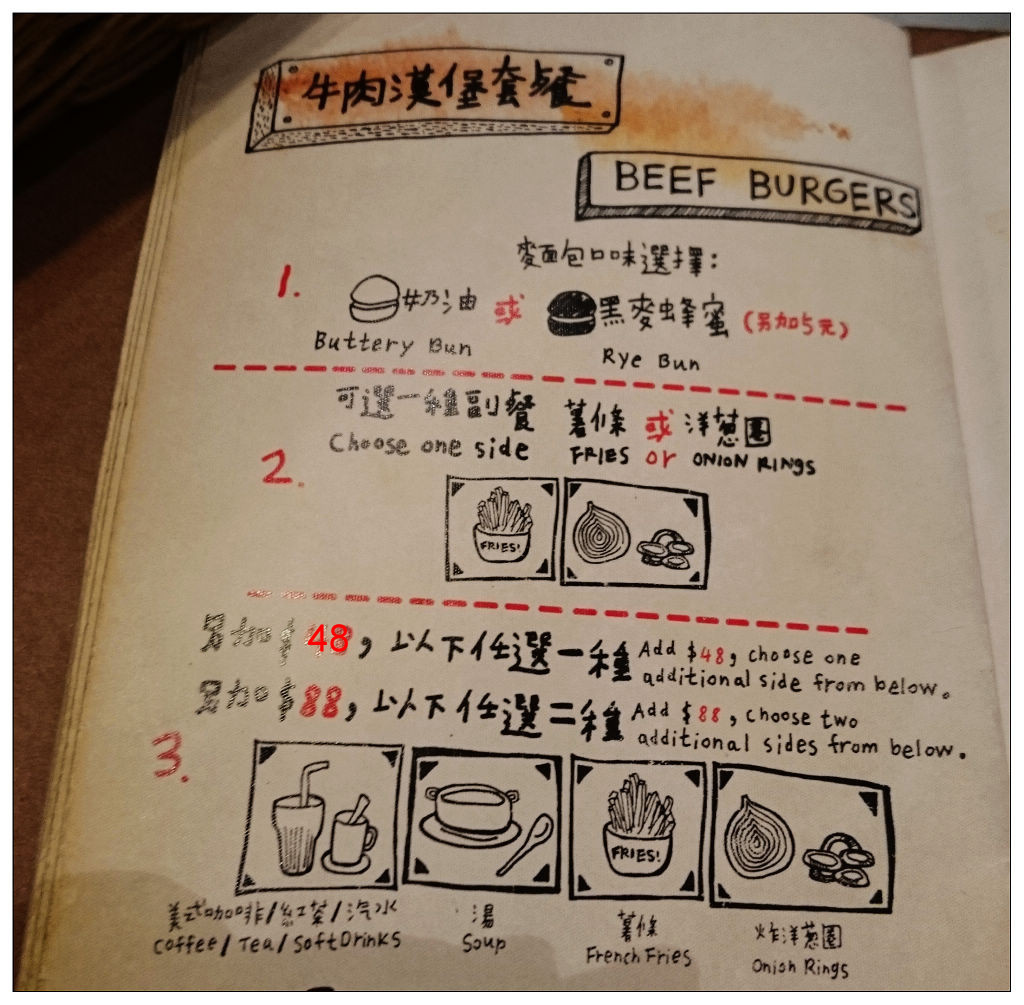 牛肉漢堡套餐
BEEF BURGERS
麵包口味選擇:
1. 牛奶油 或 黑麥蜂蜜 (另加5元)
Buttery Bun Rye Bun
可選一種副餐 薯條 或 洋蔥圈
Choose one side FRIES or ONION RINGS
2.
FRIES!
另加$48,以下任選一種 Add $48, choose one
additional side from below.
另加$88,以下任選二種 Add $88, choose two
additional sides from below.
3.
FRIES!
美式咖啡/紅茶/汽水 湯 薯條 炸洋蔥圈
Coffee/Tea/Soft Drinks Soup French Fries Onion Rings